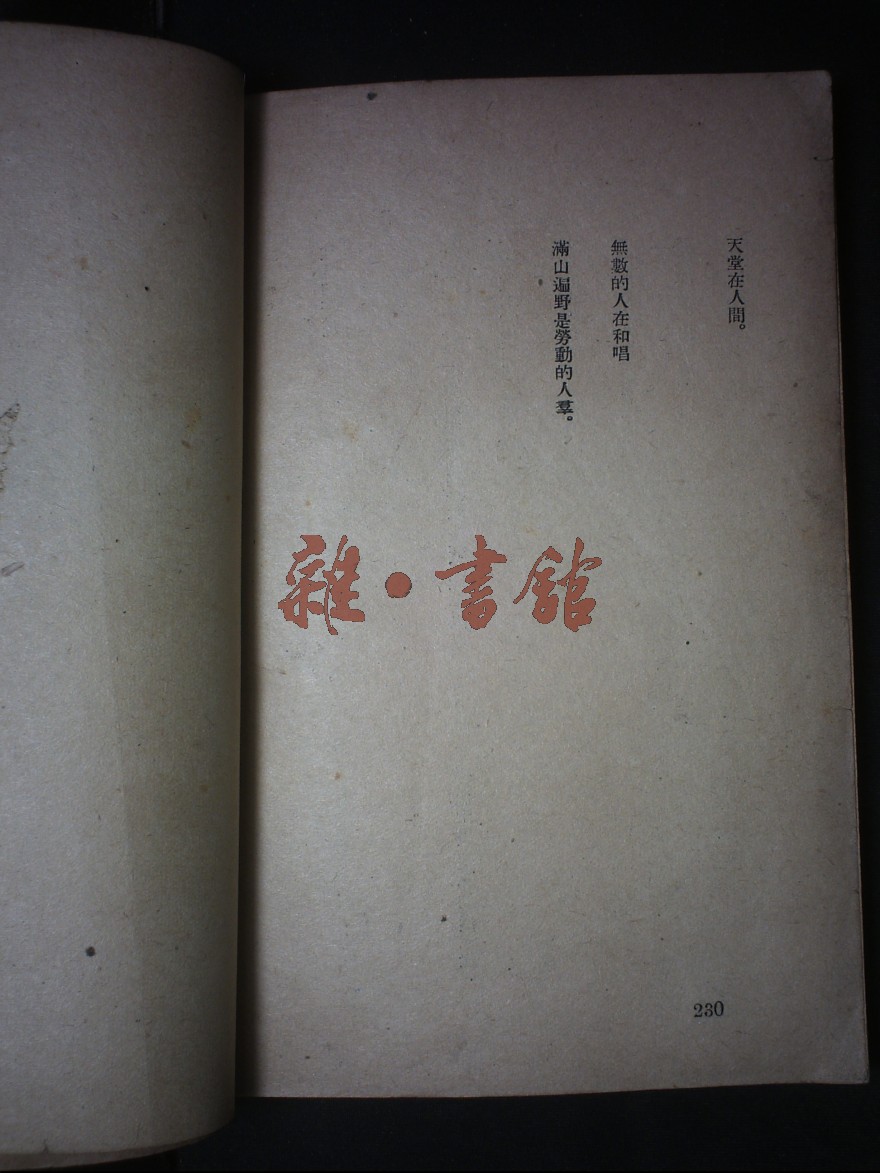 天堂在人間。
無數的人在和唱
滿山遍野是勞動的人羣。
雜·書館
230